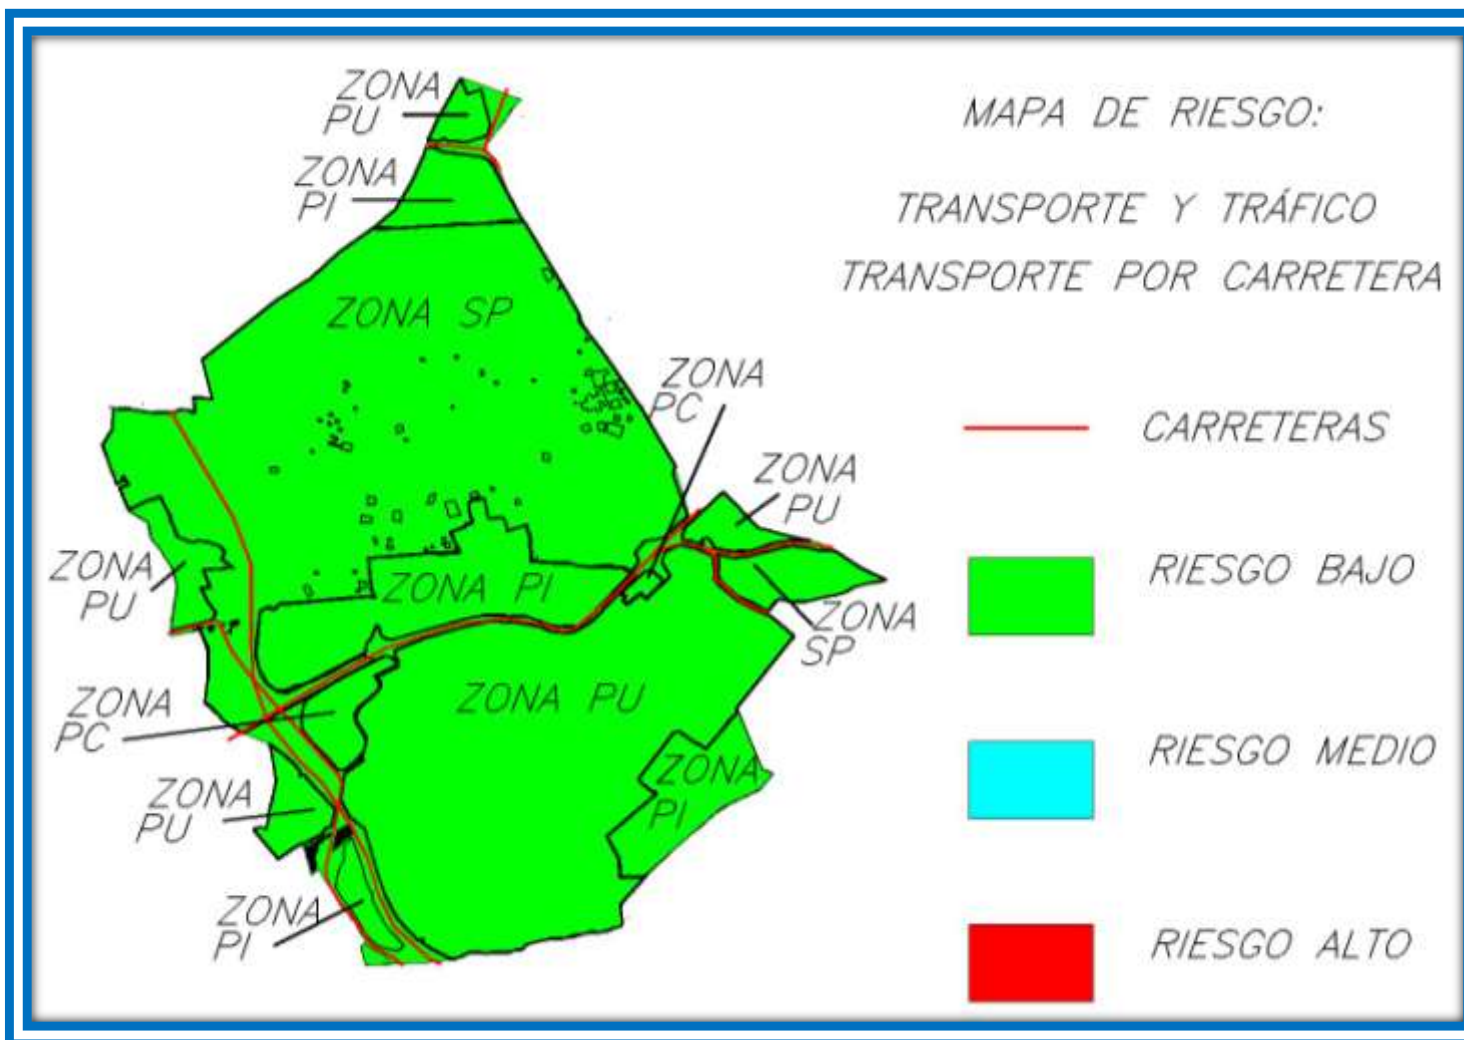 MAPA DE RIESGO:
TRANSPORTE Y TRÁFICO
TRANSPORTE POR CARRETERA
CARRETERAS
RIESGO BAJO
RIESGO MEDIO
RIESGO ALTO
ZONA
PU
ZONA
PI
ZONA SP
ZONA
PC
ZONA
PU
ZONA
PU
ZONA PI
ZONA
SP
ZONA
PC
ZONA PU
ZONA
PI
ZONA
PU
ZONA
PI